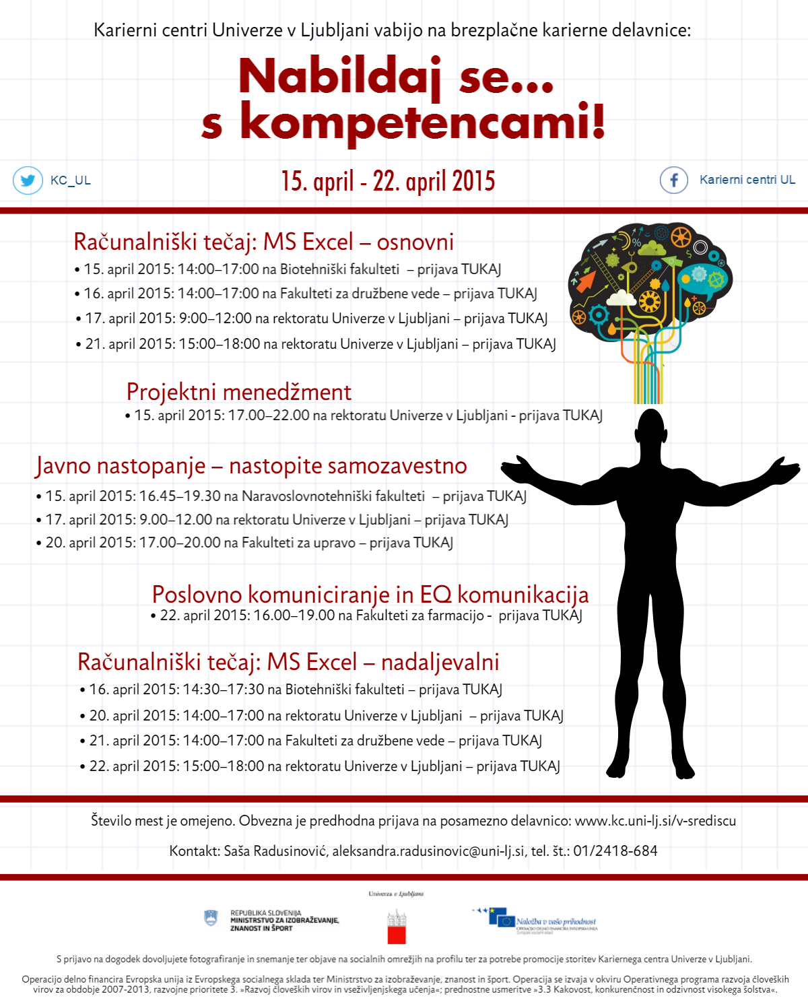 Karierni centri Univerze v Ljubljani vabijo na brezplačne karierne delavnice:
Nabildaj se...
s kompetencami!
KC_UL
15. april - 22. april 2015
Karierni centri UL
Računalniški tečaj: MS Excel – osnovni
• 15. april 2015: 14:00–17:00 na Biotehniški fakulteti – prijava TUKAJ
• 16. april 2015: 14:00–17:00 na Fakulteti za družbene vede – prijava TUKAJ
• 17. april 2015: 9:00–12:00 na rektoratu Univerze v Ljubljani – prijava TUKAJ
• 21. april 2015: 15:00–18:00 na rektoratu Univerze v Ljubljani – prijava TUKAJ
Projektni menedžment
• 15. april 2015: 17.00–22.00 na rektoratu Univerze v Ljubljani - prijava TUKAJ
Javno nastopanje – nastopite samozavestno
• 15. april 2015: 16.45–19.30 na Naravoslovnotehniški fakulteti – prijava TUKAJ
• 17. april 2015: 9.00–12.00 na rektoratu Univerze v Ljubljani – prijava TUKAJ
• 20. april 2015: 17.00–20.00 na Fakulteti za upravo – prijava TUKAJ
Poslovno komuniciranje in EQ komunikacija
• 22. april 2015: 16.00–19.00 na Fakulteti za farmacijo - prijava TUKAJ
Računalniški tečaj: MS Excel – nadaljevalni
• 16. april 2015: 14:30–17:30 na Biotehniški fakulteti – prijava TUKAJ
• 20. april 2015: 14:00–17:00 na rektoratu Univerze v Ljubljani – prijava TUKAJ
• 21. april 2015: 14:00–17:00 na Fakulteti za družbene vede – prijava TUKAJ
• 22. april 2015: 15:00–18:00 na rektoratu Univerze v Ljubljani – prijava TUKAJ
Število mest je omejeno. Obvezna je predhodna prijava na posamezno delavnico: www.kc.uni-lj.si/v-srediscu
Kontakt: Saša Radusinović, aleksandra.radusinovic@uni-lj.si, tel. št.: 01/2418-684
Univerza v Ljubljani
REPUBLIKA SLOVENIJA
MINISTRSTVO ZA IZOBRAŽEVANJE,
ZNANOST IN ŠPORT
Naložba v vašo prihodnost
OPERACIJO DELNO FINANCIRA EVROPSKA UNIJA
Evropski socialni sklad
S prijavo na dogodek dovoljujete fotografiranje in snemanje ter objave na socialnih omrežjih na profilu ter za potrebe promocije storitev Kariernega centra Univerze v Ljubljani.
Operacijo delno financira Evropska unija iz Evropskega socialnega sklada ter Ministrstvo za izobraževanje, znanost in šport. Operacija se izvaja v okviru Operativnega programa razvoja človeških
virov za obdobje 2007-2013, razvojne prioritete 3. »Razvoj človeških virov in vseživljenjskega učenja«; prednostne usmeritve »3.3 Kakovost, konkurenčnost in odzivnost visokega šolstva«.